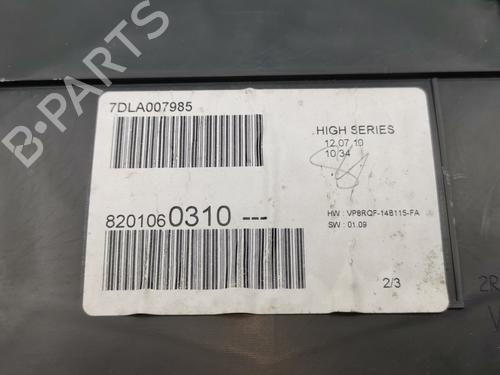 7DLA007985
HIGH SERIES
12.07.10
10:34
8201060310 ---
HW : VP8RQF-14B115-FA
SW : 01.09
2/3
2R
B-Parts